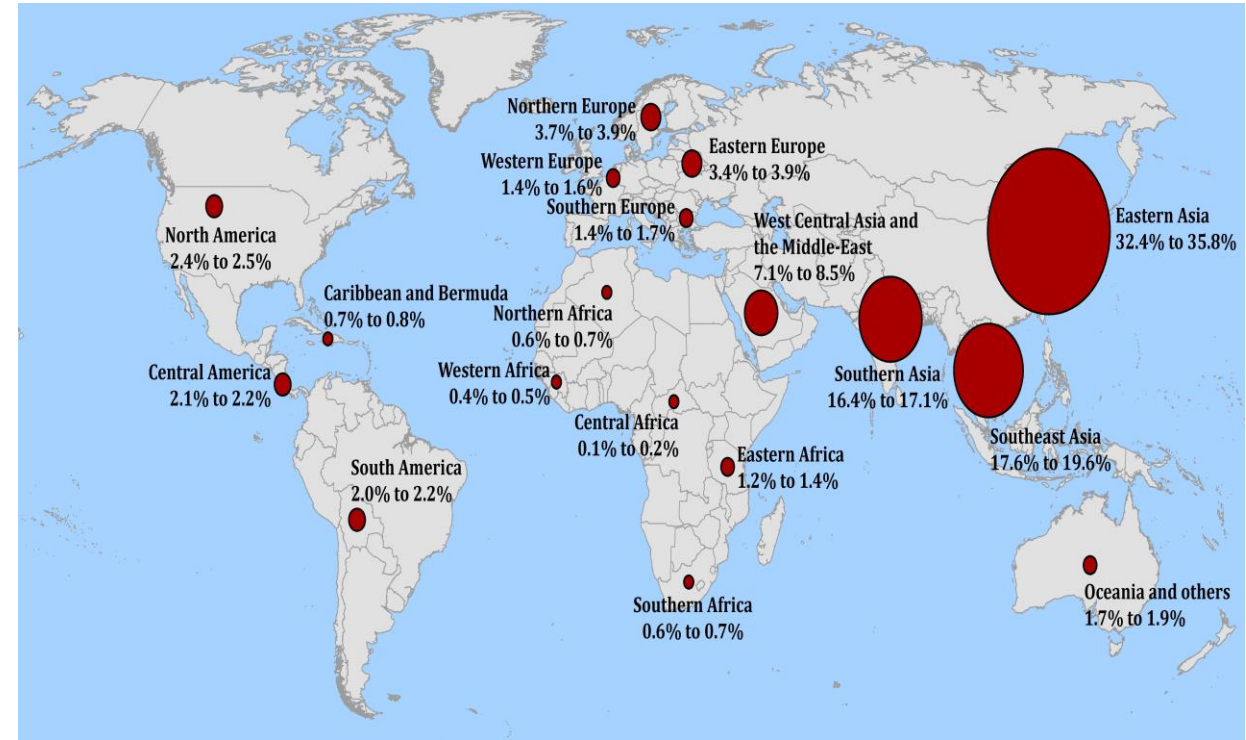 Northern Europe
3.7% to 3.9%
Eastern Europe
3.4% to 3.9%
Western Europe
1.4% to 1.6%
Southern Europe
1.4% to 1.7%
West Central Asia and
the Middle-East
7.1% to 8.5%
Eastern Asia
32.4% to 35.8%
North America
2.4% to 2.5%
Caribbean and Bermuda
0.7% to 0.8%
Northern Africa
0.6% to 0.7%
Central America
2.1% to 2.2%
Western Africa
0.4% to 0.5%
Southern Asia
16.4% to 17.1%
Central Africa
0.1% to 0.2%
Southeast Asia
17.6% to 19.6%
Eastern Africa
1.2% to 1.4%
South America
2.0% to 2.2%
Southern Africa
0.6% to 0.7%
Oceania and others
1.7% to 1.9%